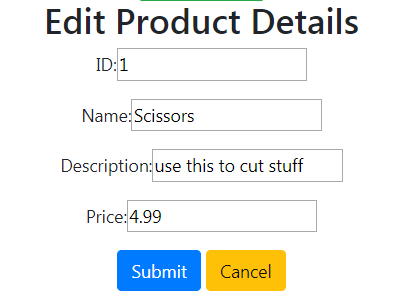 Edit Product Details
ID:1
Name:Scissors
Description:use this to cut stuff
Price:4.99
Submit Cancel